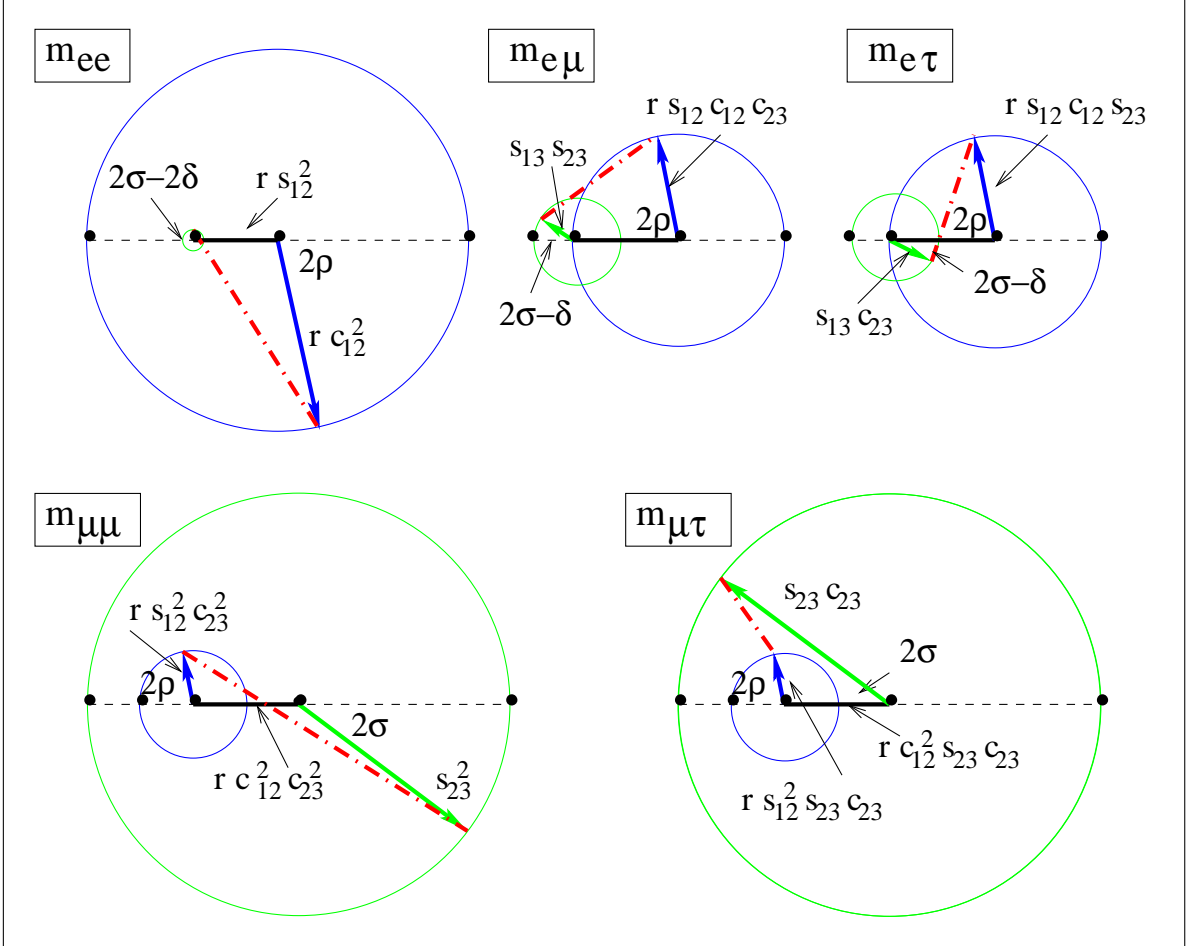 m_ee
m_eμ
m_eτ
r s_12 c_12 c_23
r s_12 c_12 s_23
s_13 s_23
2σ−2δ
r s_12^2
2ρ
2ρ
2ρ
2σ−δ
2σ−δ
s_13 c_23
r c_12^2
m_μμ
m_μτ
r s_12^2 c_23^2
s_23 c_23
2σ
2ρ
2ρ
2σ
r c_12^2 c_23^2
s_23^2
r c_12^2 s_23 c_23
r s_12^2 s_23 c_23